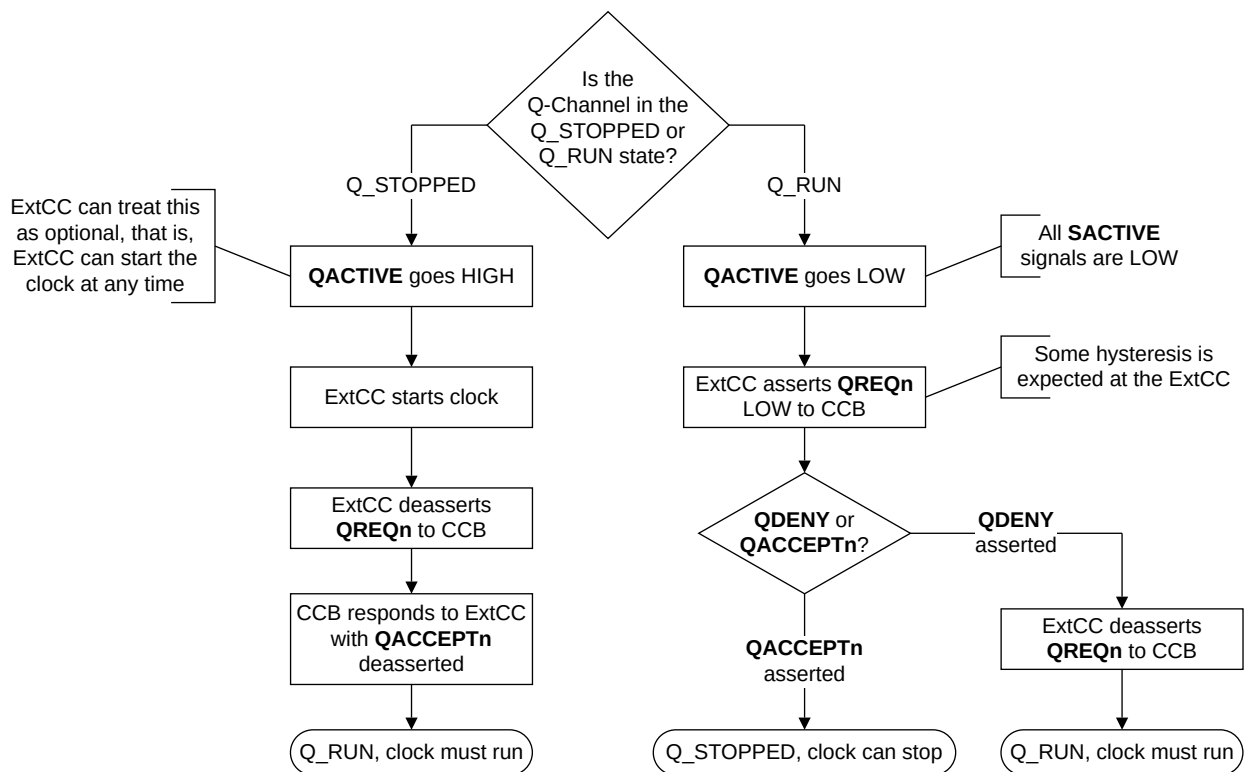 Is the
Q-Channel in the
Q_STOPPED or
Q_RUN state?
Q_STOPPED
Q_RUN
ExtCC can treat this
as optional, that is,
ExtCC can start the
clock at any time
QACTIVE goes HIGH
QACTIVE goes LOW
All SACTIVE
signals are LOW
ExtCC starts clock
ExtCC asserts QREQn
LOW to CCB
Some hysteresis is
expected at the ExtCC
ExtCC deasserts
QREQn to CCB
QDENY or
QACCEPTn?
QDENY
asserted
CCB responds to ExtCC
with QACCEPTn
deasserted
QACCEPTn
asserted
ExtCC deasserts
QREQn to CCB
Q_RUN, clock must run
Q_STOPPED, clock can stop
Q_RUN, clock must run